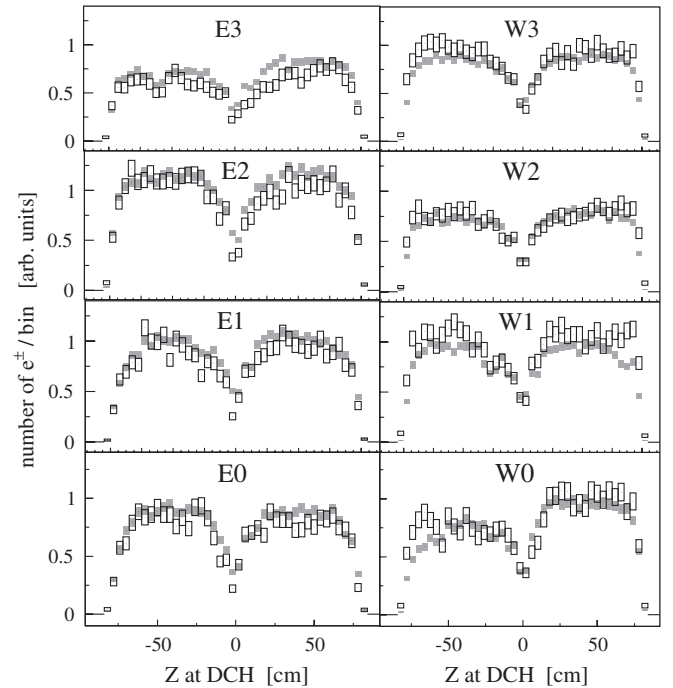 E3 W3
1
0.5
0
E2 W2
1
0.5
0
E1 W1
1
0.5
0
E0 W0
1
0.5
0
-50 0 50 -50 0 50
Z at DCH [cm] Z at DCH [cm]
number of e± / bin [arb. units]